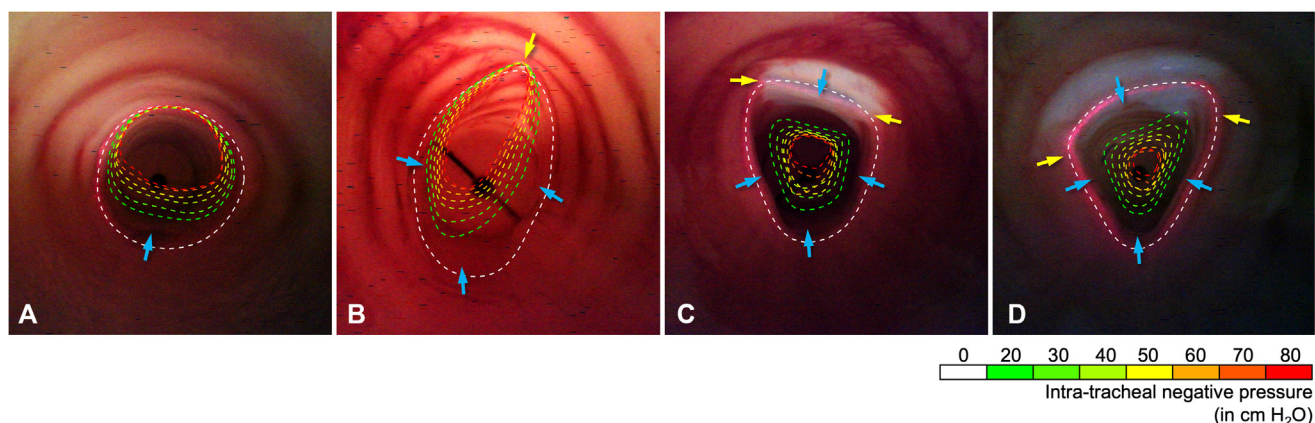 A B C D
0 20 30 40 50 60 70 80
Intra-tracheal negative pressure
(in cm H₂O)